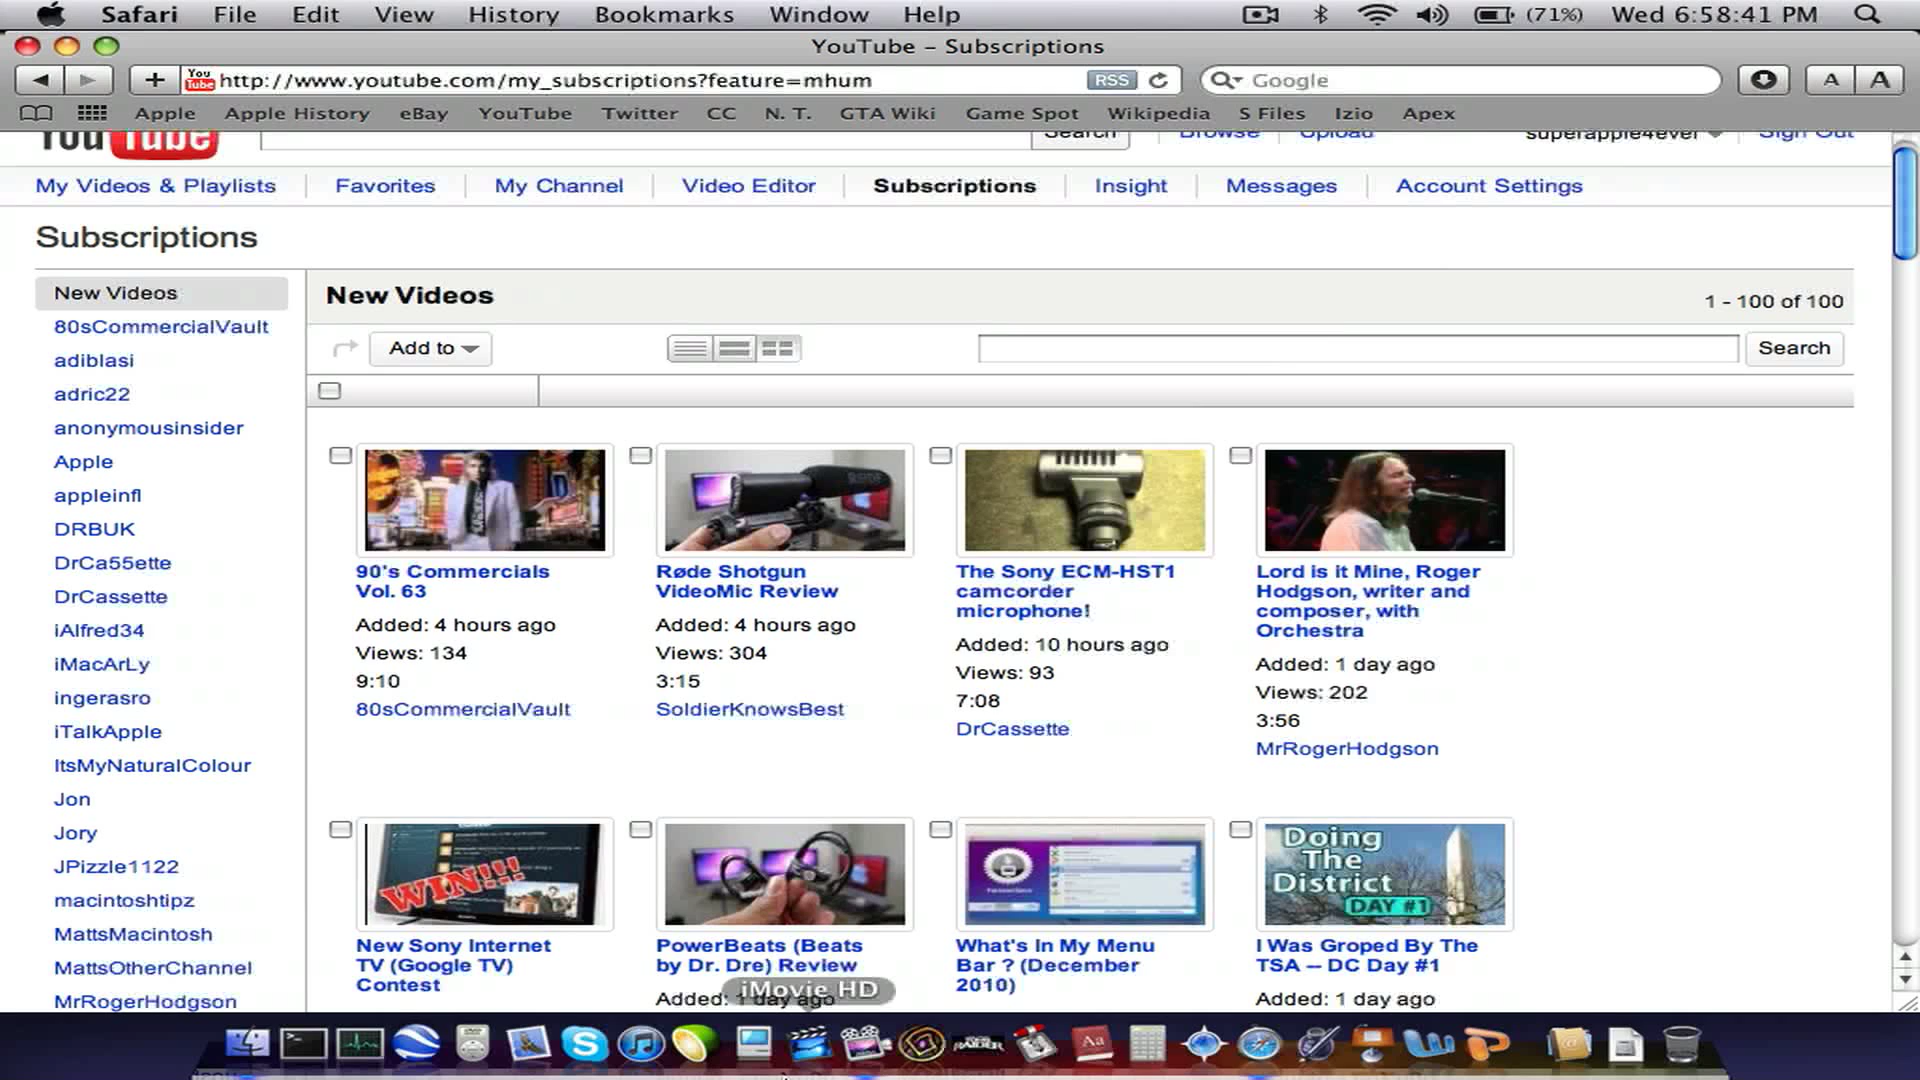 Safari File Edit View History Bookmarks Window Help (71%) Wed 6:58:41 PM
YouTube – Subscriptions
http://www.youtube.com/my_subscriptions?feature=mhum RSS Google A A
Apple Apple History eBay YouTube Twitter CC N. T. GTA Wiki Game Spot Wikipedia S Files Izio Apex
You Tube Search Browse Upload superapple4ever Sign Out
My Videos & Playlists Favorites My Channel Video Editor Subscriptions Insight Messages Account Settings
Subscriptions
New Videos
80sCommercialVault
adiblasi
adric22
anonymousinsider
Apple
appleinfl
DRBUK
DrCa55ette
DrCassette
iAlfred34
iMacArLy
ingerasro
iTalkApple
ItsMyNaturalColour
Jon
Jory
JPizzle1122
macintoshtipz
MattsMacintosh
MattsOtherChannel
MrRogerHodgson
New Videos
1 - 100 of 100
Add to Search
90's Commercials
Vol. 63
Added: 4 hours ago
Views: 134
9:10
80sCommercialVault
Røde Shotgun
VideoMic Review
Added: 4 hours ago
Views: 304
3:15
SoldierKnowsBest
The Sony ECM-HST1
camcorder
microphone!
Added: 10 hours ago
Views: 93
7:08
DrCassette
Lord is it Mine, Roger
Hodgson, writer and
composer, with
Orchestra
Added: 1 day ago
Views: 202
3:56
MrRogerHodgson
WIN!!!
New Sony Internet
TV (Google TV)
Contest
PowerBeats (Beats
by Dr. Dre) Review
Added: 1 day ago
What's In My Menu
Bar ? (December
2010)
Doing
The
District
DAY #1
I Was Groped By The
TSA -- DC Day #1
Added: 1 day ago
iMovie HD
Aa